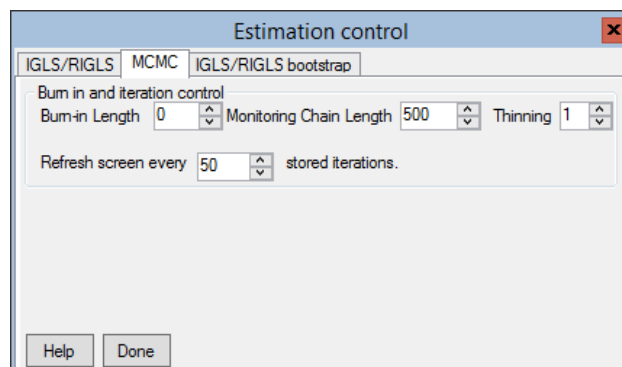 Estimation control
IGLS/RIGLS MCMC IGLS/RIGLS bootstrap
Burn in and iteration control
Burn-in Length 0 Monitoring Chain Length 500 Thinning 1
Refresh screen every 50 stored iterations.
Help Done